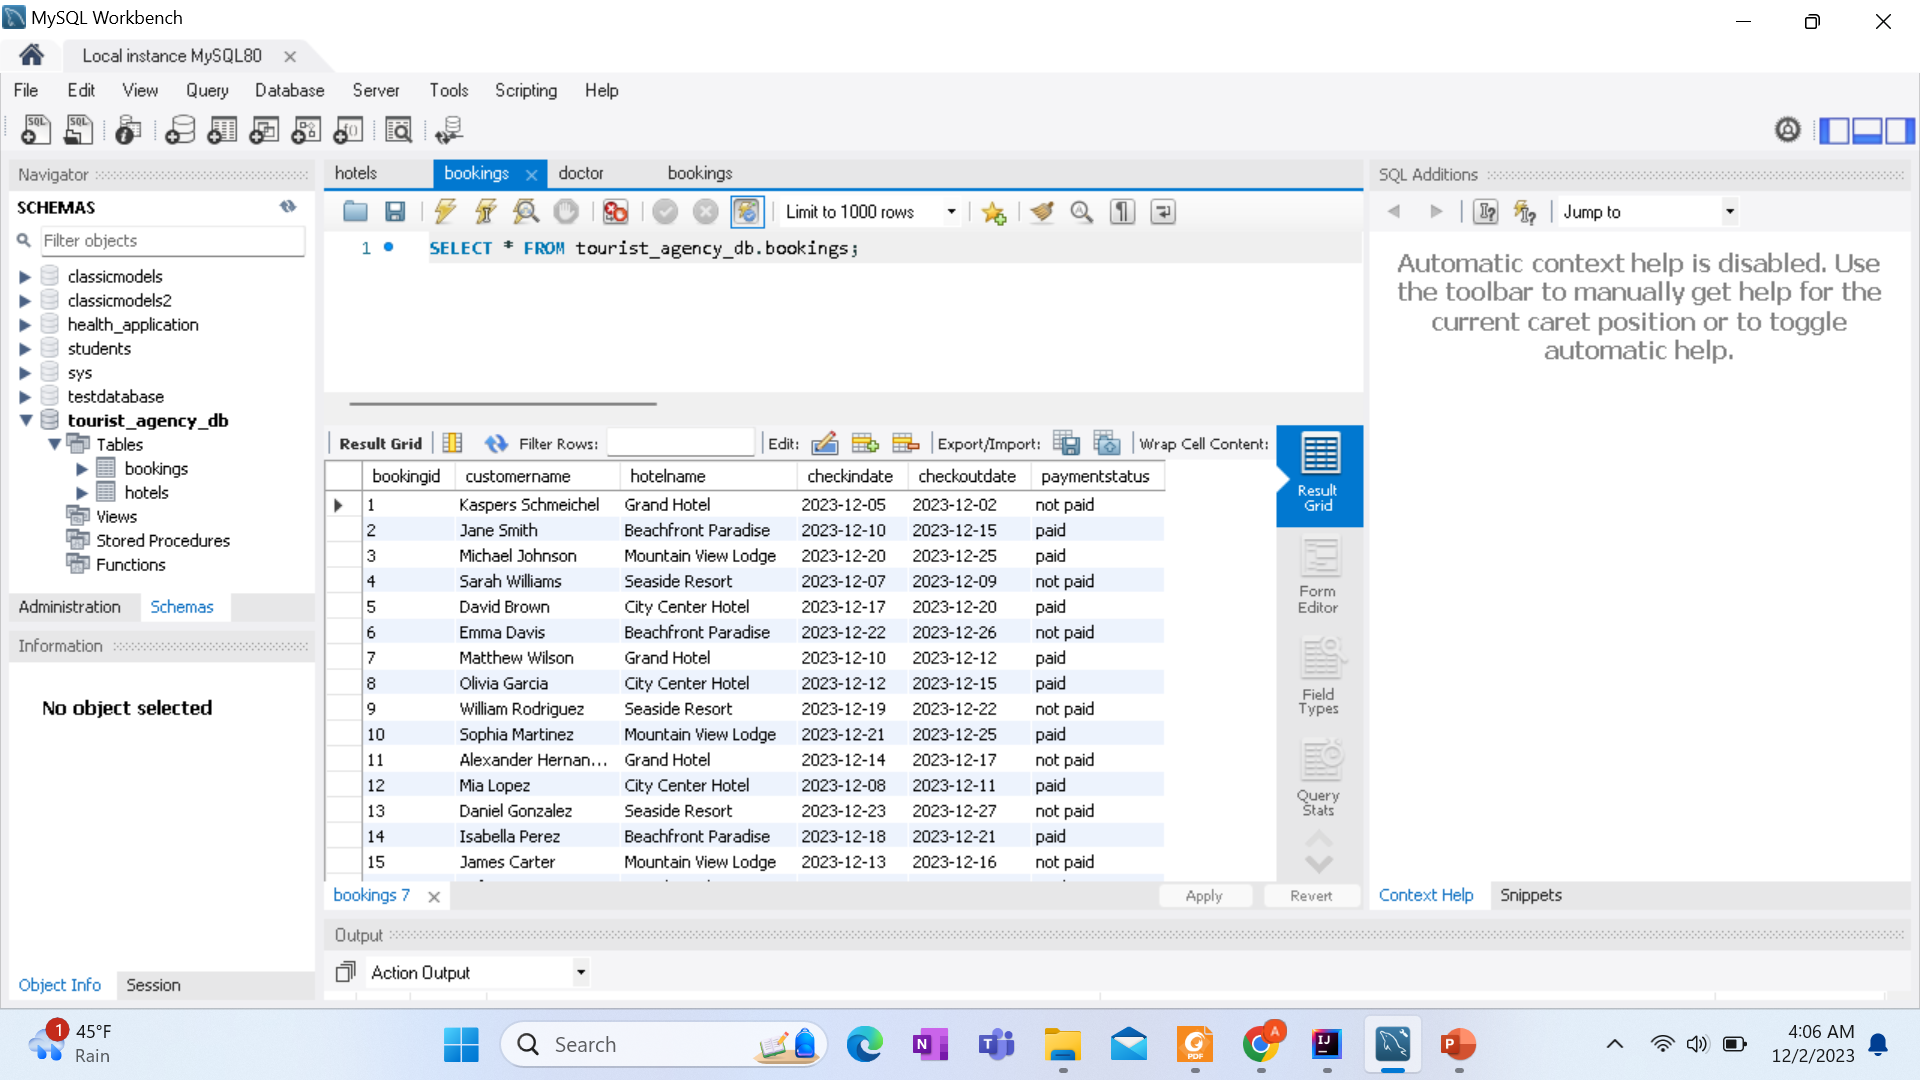 MySQL Workbench
Local instance MySQL80
File Edit View Query Database Server Tools Scripting Help
Navigator
SCHEMAS
Filter objects
classicmodels
classicmodels2
health_application
students
sys
testdatabase
tourist_agency_db
Tables
bookings
hotels
Views
Stored Procedures
Functions
Administration Schemas
Information
No object selected
Object Info Session
hotels bookings doctor bookings
Limit to 1000 rows
1 SELECT * FROM tourist_agency_db.bookings;
Result Grid Filter Rows: Edit: Export/Import: Wrap Cell Content:
bookingid customername hotelname checkindate checkoutdate paymentstatus
1 Kaspers Schmeichel Grand Hotel 2023-12-05 2023-12-02 not paid
2 Jane Smith Beachfront Paradise 2023-12-10 2023-12-15 paid
3 Michael Johnson Mountain View Lodge 2023-12-20 2023-12-25 paid
4 Sarah Williams Seaside Resort 2023-12-07 2023-12-09 not paid
5 David Brown City Center Hotel 2023-12-17 2023-12-20 paid
6 Emma Davis Beachfront Paradise 2023-12-22 2023-12-26 not paid
7 Matthew Wilson Grand Hotel 2023-12-10 2023-12-12 paid
8 Olivia Garcia City Center Hotel 2023-12-12 2023-12-15 paid
9 William Rodriguez Seaside Resort 2023-12-19 2023-12-22 not paid
10 Sophia Martinez Mountain View Lodge 2023-12-21 2023-12-25 paid
11 Alexander Hernan... Grand Hotel 2023-12-14 2023-12-17 not paid
12 Mia Lopez City Center Hotel 2023-12-08 2023-12-11 paid
13 Daniel Gonzalez Seaside Resort 2023-12-23 2023-12-27 not paid
14 Isabella Perez Beachfront Paradise 2023-12-18 2023-12-21 paid
15 James Carter Mountain View Lodge 2023-12-13 2023-12-16 not paid
Result
Grid
Form
Editor
Field
Types
Query
Stats
bookings 7
Apply Revert
Output
Action Output
SQL Additions
Jump to
Automatic context help is disabled. Use
the toolbar to manually get help for the
current caret position or to toggle
automatic help.
Context Help Snippets
1 45°F
Rain
Search
4:06 AM
12/2/2023